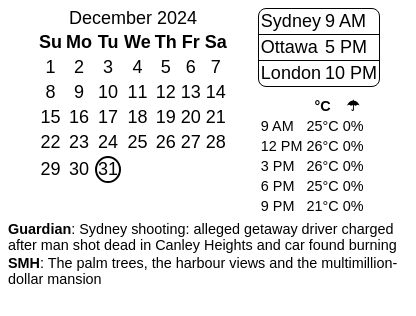 December 2024
Su Mo Tu We Th Fr Sa
1 2 3 4 5 6 7
8 9 10 11 12 13 14
15 16 17 18 19 20 21
22 23 24 25 26 27 28
29 30 31
Sydney 9 AM
Ottawa 5 PM
London 10 PM
°C ☂
9 AM 25°C 0%
12 PM 26°C 0%
3 PM 26°C 0%
6 PM 25°C 0%
9 PM 21°C 0%
Guardian: Sydney shooting: alleged getaway driver charged
after man shot dead in Canley Heights and car found burning
SMH: The palm trees, the harbour views and the multimillion-
dollar mansion